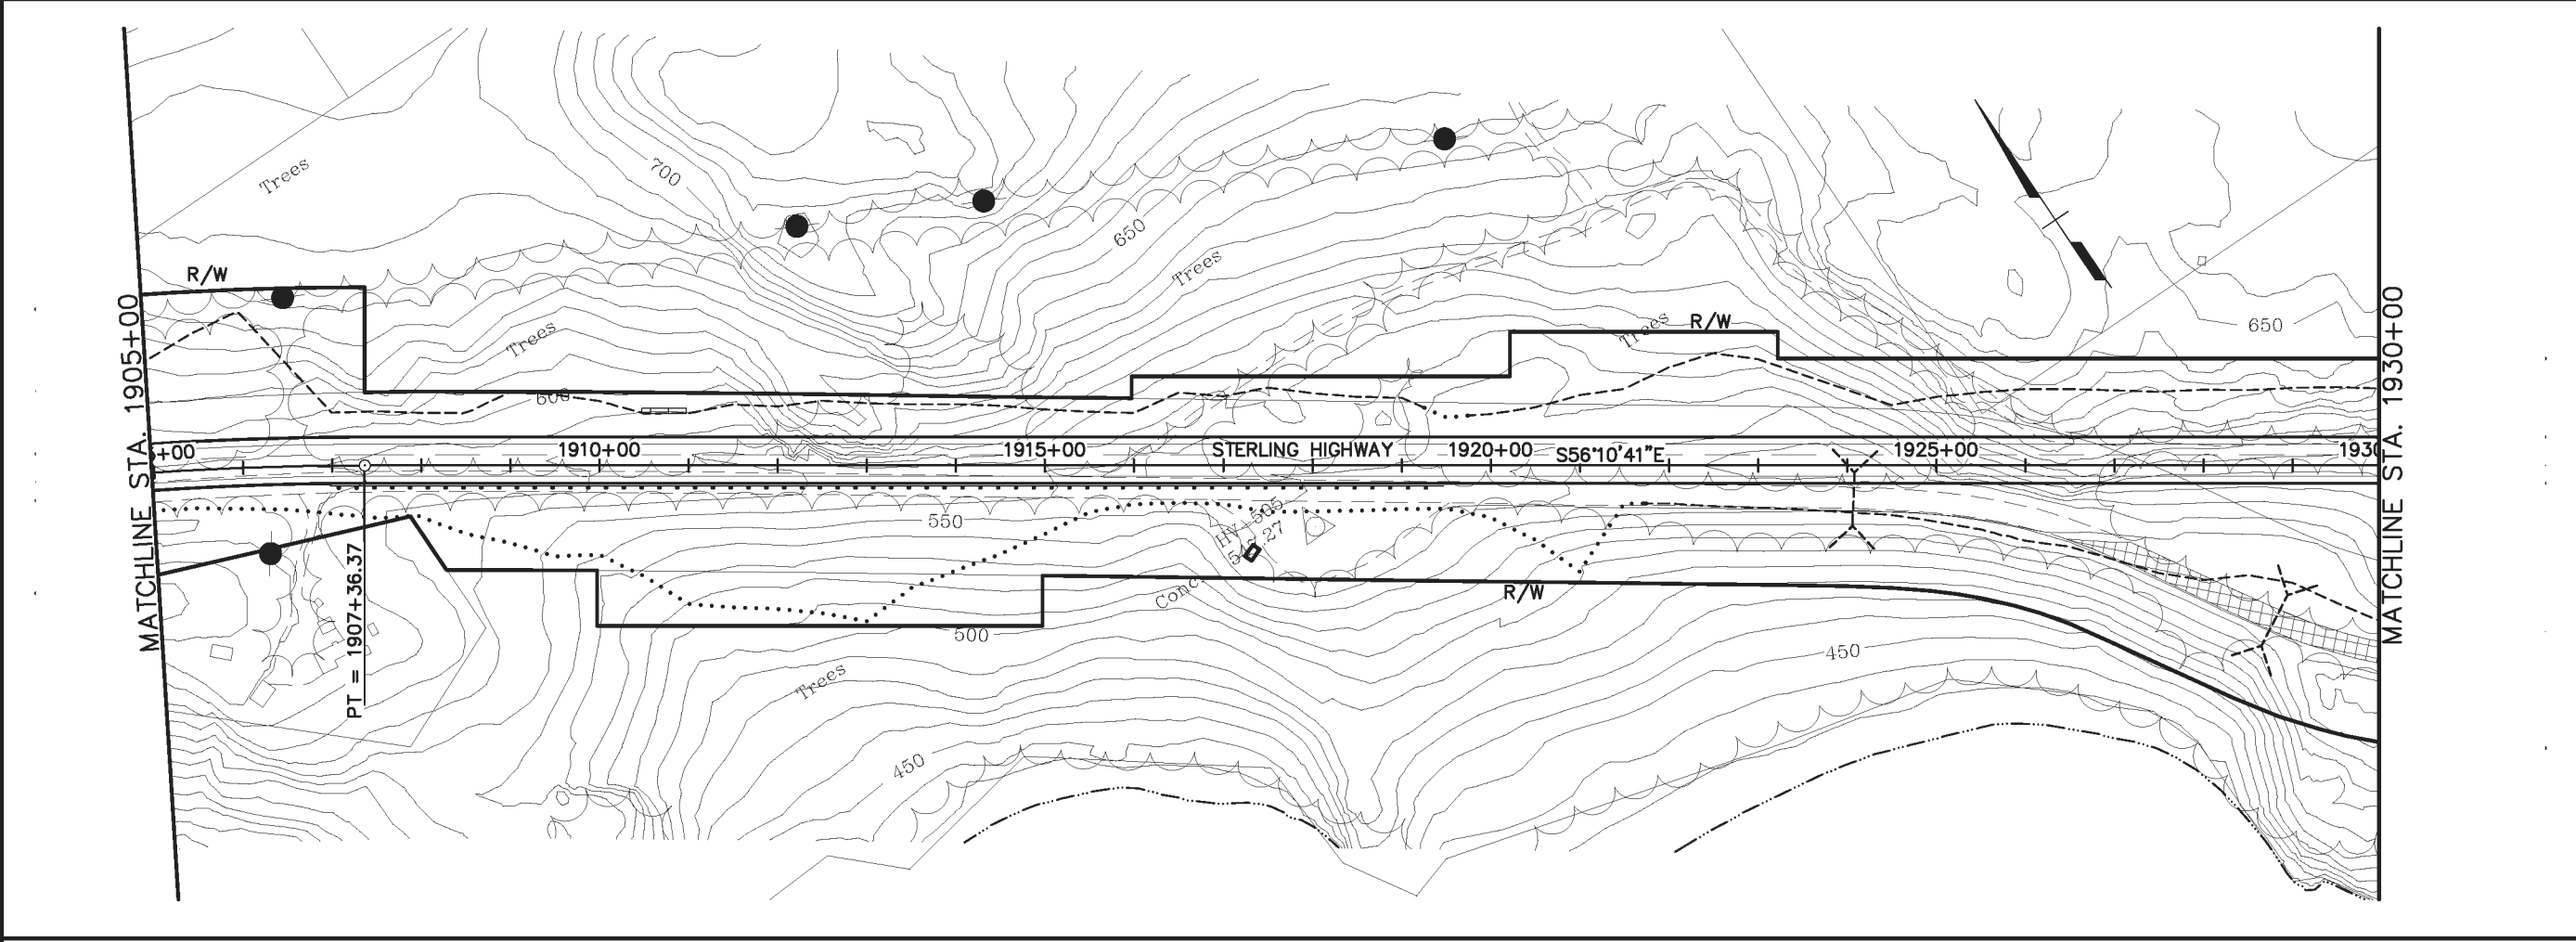 MATCHLINE STA. 1905+00
Trees
700
R/W
650
Trees
Trees
Trees
R/W
650
600
+00
1910+00
1915+00
STERLING HIGHWAY
1920+00
S56°10'41"E
1925+00
1930
550
PT = 1907+36.37
Conc
R/W
500
Trees
450
450
MATCHLINE STA. 1930+00